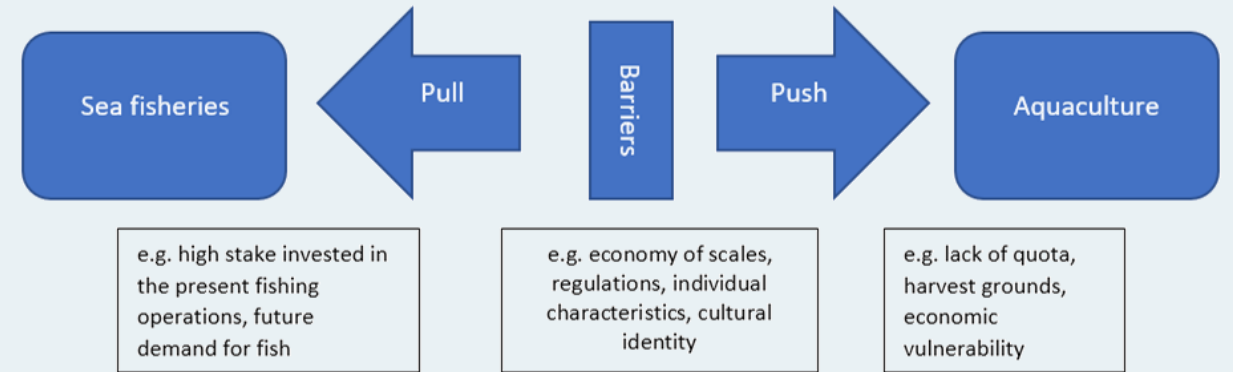 Sea fisheries
Pull
Barriers
Push
Aquaculture
e.g. high stake invested in
the present fishing
operations, future
demand for fish
e.g. economy of scales,
regulations, individual
characteristics, cultural
identity
e.g. lack of quota,
harvest grounds,
economic
vulnerability